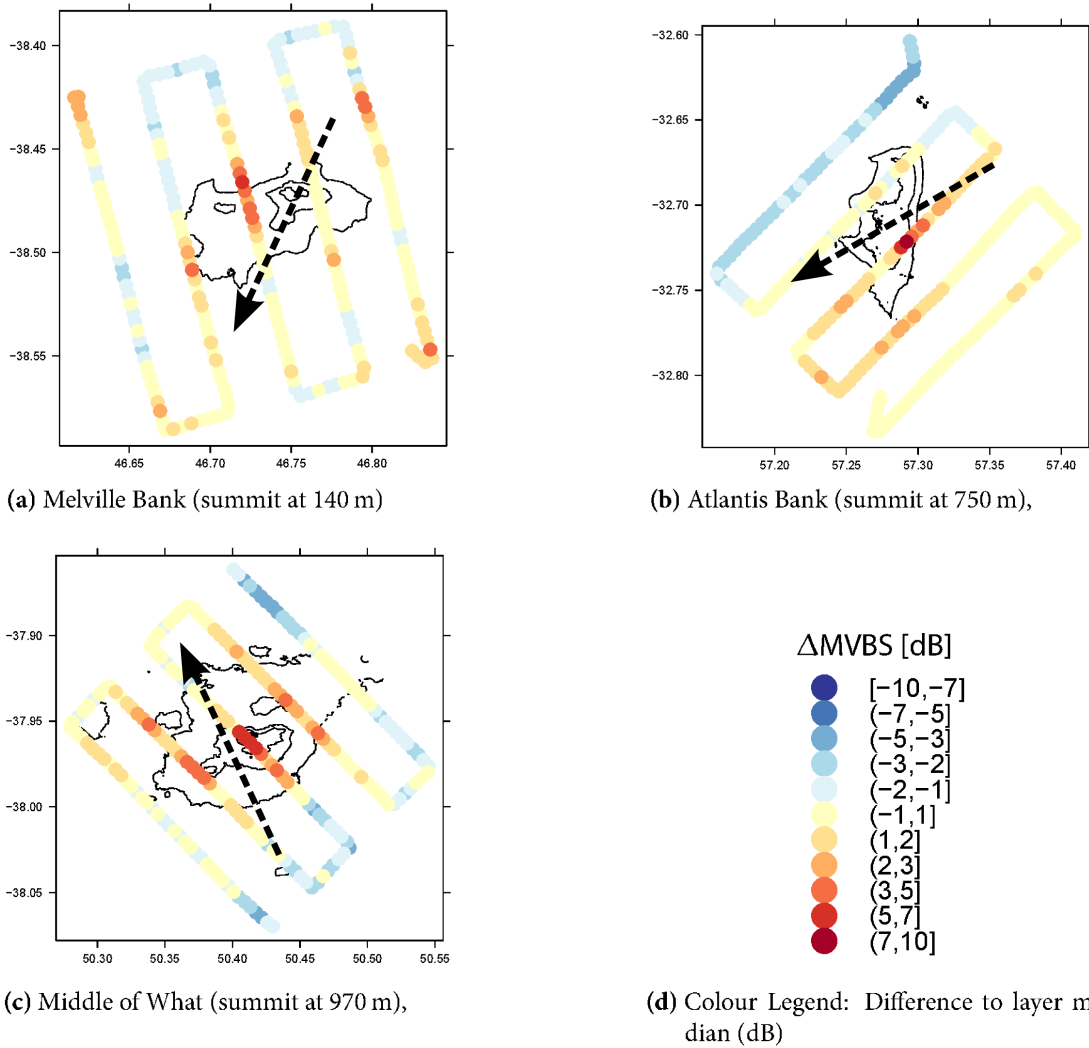 −38.40
−38.45
−38.50
−38.55
46.65 46.70 46.75 46.80
(a) Melville Bank (summit at 140 m)
−32.60
−32.65
−32.70
−32.75
−32.80
57.20 57.25 57.30 57.35 57.40
(b) Atlantis Bank (summit at 750 m),
−37.90
−37.95
−38.00
−38.05
50.30 50.35 50.40 50.45 50.50 50.55
(c) Middle of What (summit at 970 m),
ΔMVBS [dB]
[−10,−7]
(−7,−5]
(−5,−3]
(−3,−2]
(−2,−1]
(−1,1]
(1,2]
(2,3]
(3,5]
(5,7]
(7,10]
(d) Colour Legend: Difference to layer m
dian (dB)